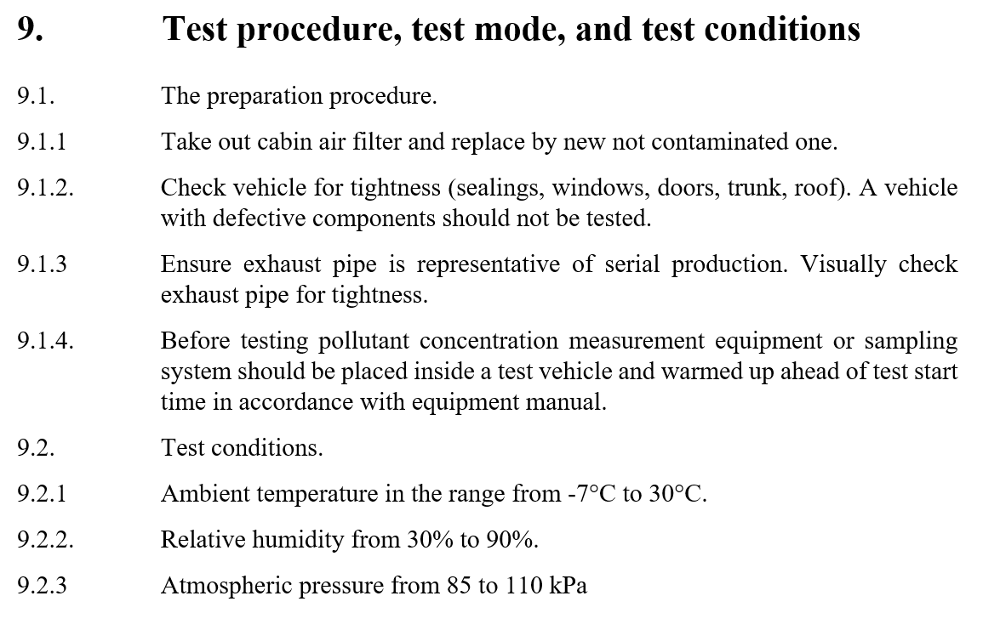 9. Test procedure, test mode, and test conditions
9.1. The preparation procedure.
9.1.1 Take out cabin air filter and replace by new not contaminated one.
9.1.2. Check vehicle for tightness (sealings, windows, doors, trunk, roof). A vehicle
with defective components should not be tested.
9.1.3 Ensure exhaust pipe is representative of serial production. Visually check
exhaust pipe for tightness.
9.1.4. Before testing pollutant concentration measurement equipment or sampling
system should be placed inside a test vehicle and warmed up ahead of test start
time in accordance with equipment manual.
9.2. Test conditions.
9.2.1 Ambient temperature in the range from -7°C to 30°C.
9.2.2. Relative humidity from 30% to 90%.
9.2.3 Atmospheric pressure from 85 to 110 kPa